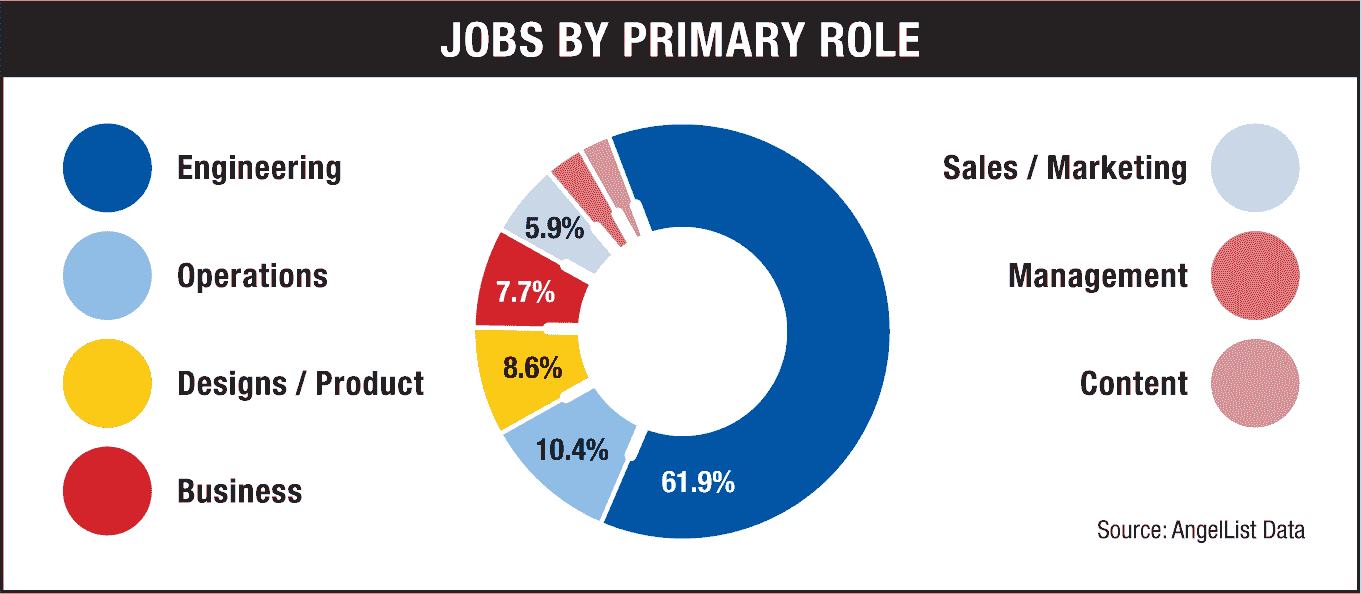 JOBS BY PRIMARY ROLE
Engineering
Operations
Designs / Product
Business
5.9%
7.7%
8.6%
10.4%
61.9%
Sales / Marketing
Management
Content
Source: AngelList Data